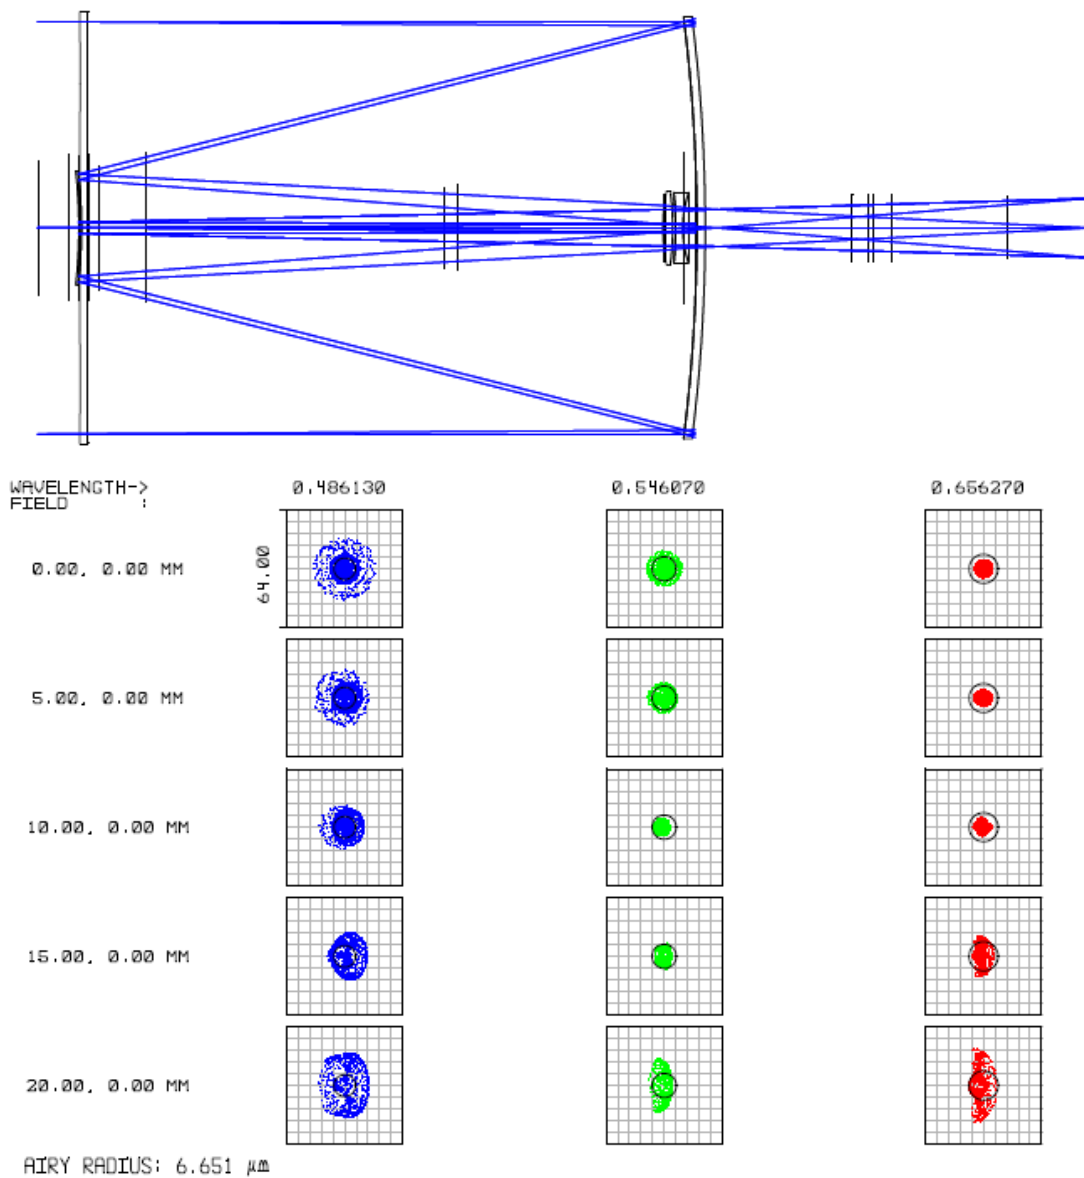 WAVELENGTH-> 0.486130 0.546070 0.656270
FIELD :
0.00, 0.00 MM
64.00
5.00, 0.00 MM
10.00, 0.00 MM
15.00, 0.00 MM
20.00, 0.00 MM
AIRY RADIUS: 6.651 µm